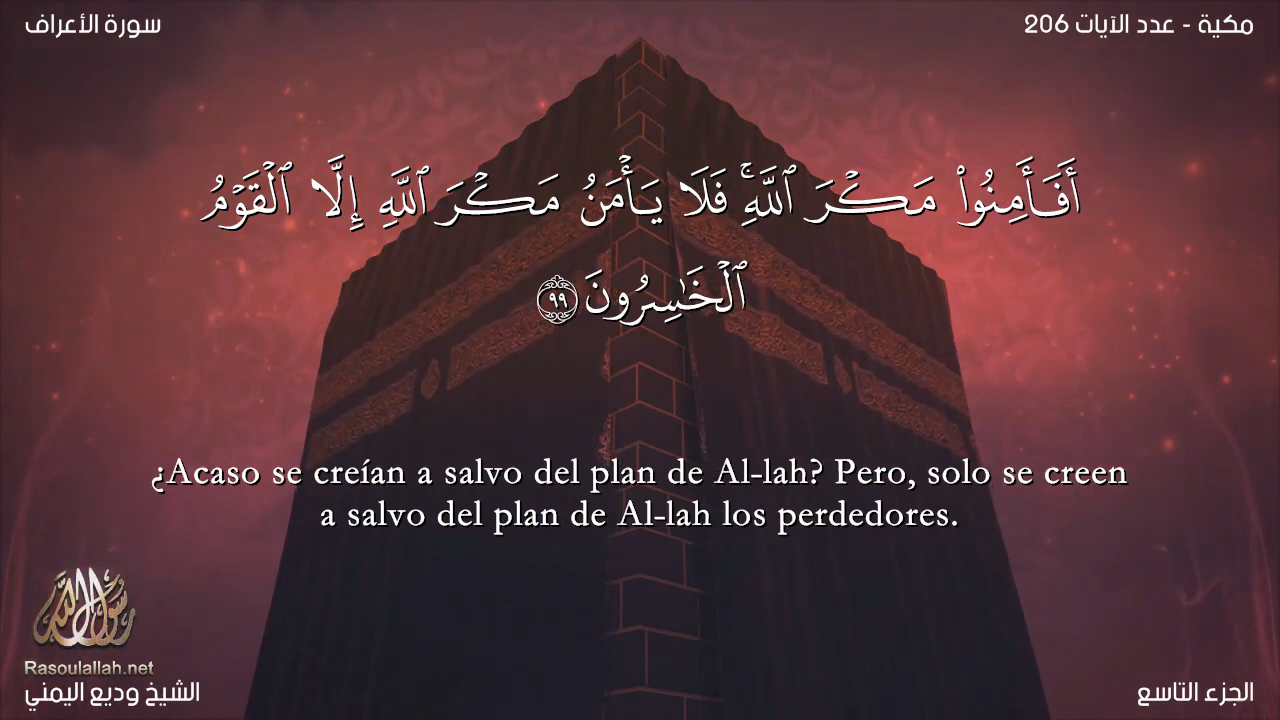 سورة الأعراف
مكية - عدد الآيات 206
أَفَأَمِنُوا۟ مَكْرَ ٱللَّهِ ۚ فَلَا يَأْمَنُ مَكْرَ ٱللَّهِ إِلَّا ٱلْقَوْمُ
ٱلْخَـٰسِرُونَ ٩٩
¿Acaso se creían a salvo del plan de Al-lah? Pero, solo se creen
a salvo del plan de Al-lah los perdedores.
رسول الله
Rasoulallah.net
الشيخ وديع اليمني
الجزء التاسع